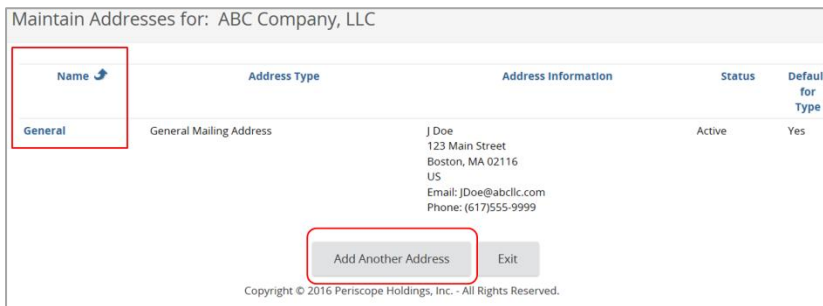 Maintain Addresses for: ABC Company, LLC
Name Address Type Address Information Status Defaul
for
Type
General General Mailing Address J Doe Active Yes
123 Main Street
Boston, MA 02116
US
Email: JDoe@abcllc.com
Phone: (617)555-9999
Add Another Address Exit
Copyright © 2016 Periscope Holdings, Inc. - All Rights Reserved.